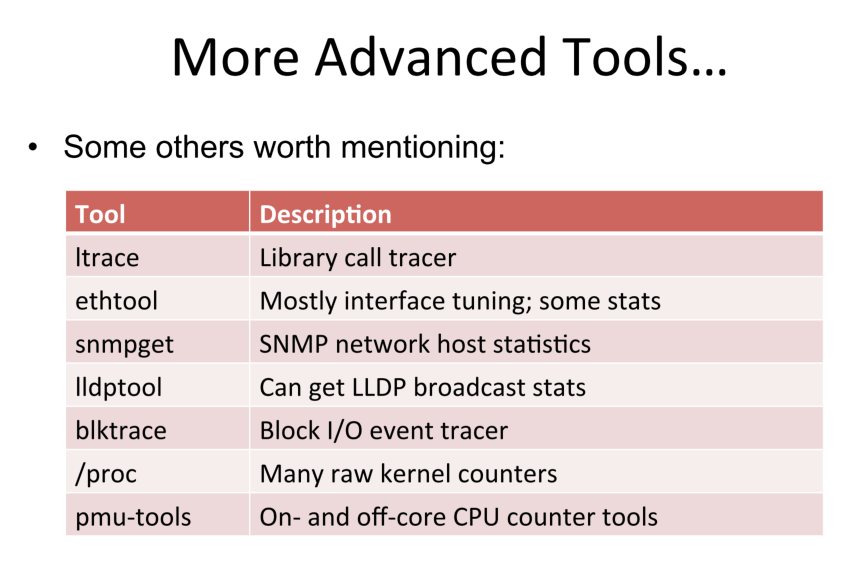 More Advanced Tools...
• Some others worth mentioning:
Tool Description
ltrace Library call tracer
ethtool Mostly interface tuning; some stats
snmpget SNMP network host statistics
lldptool Can get LLDP broadcast stats
blktrace Block I/O event tracer
/proc Many raw kernel counters
pmu-tools On- and off-core CPU counter tools